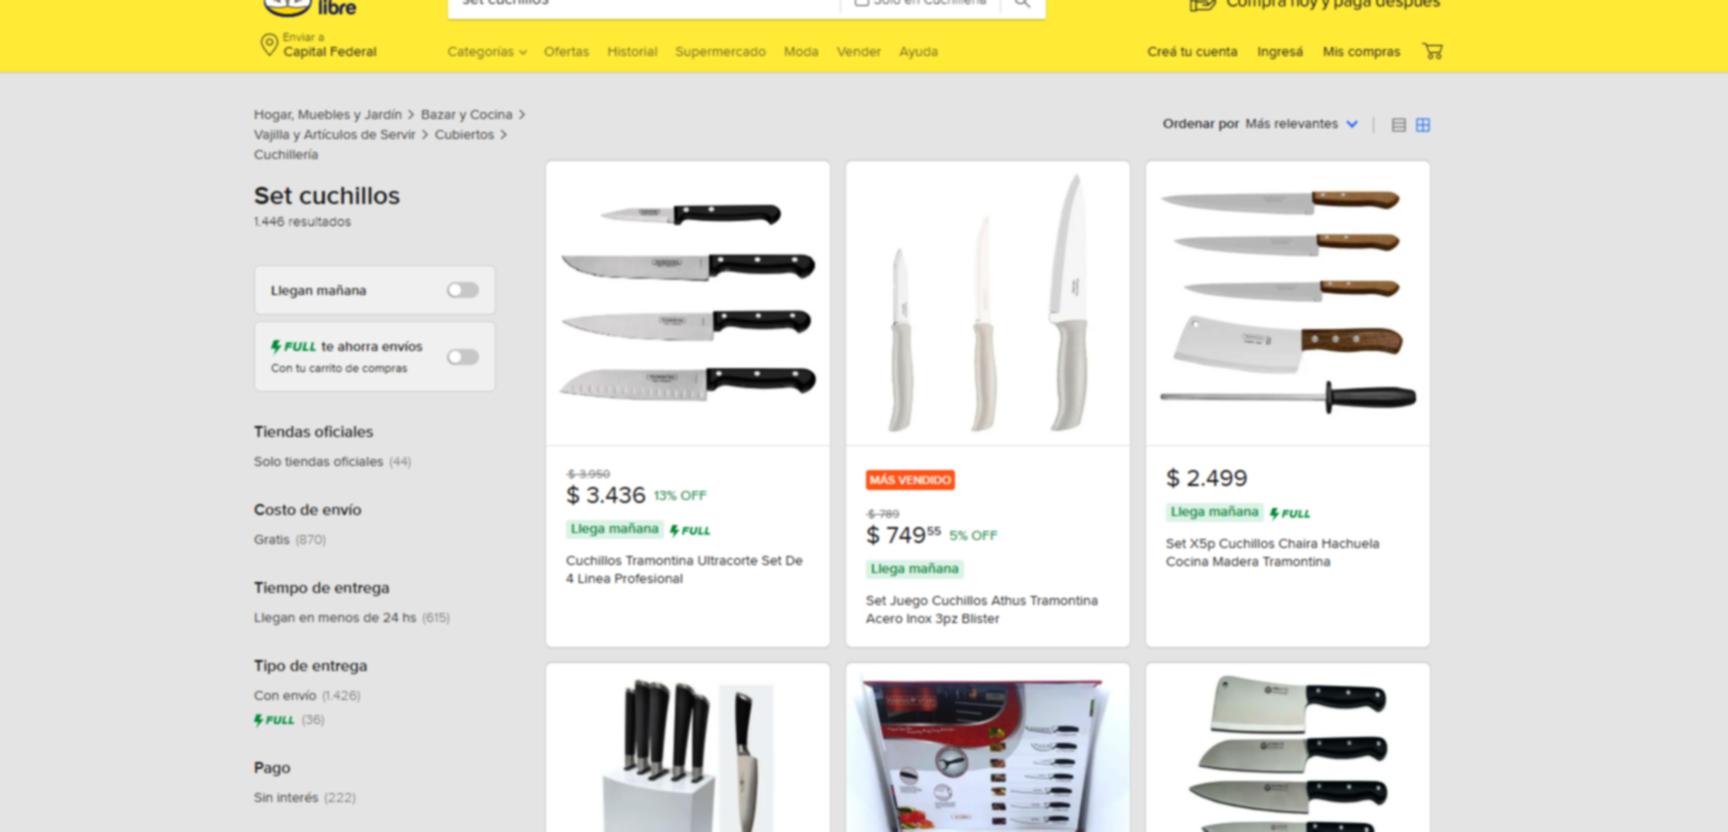 libre
set cuchillos
Solo en Cuchillería
Comprá hoy y pagá después
Enviar a
Capital Federal
Categorías
Ofertas
Historial
Supermercado
Moda
Vender
Ayuda
Creá tu cuenta
Ingresá
Mis compras
Hogar, Muebles y Jardín > Bazar y Cocina >
Vajilla y Artículos de Servir > Cubiertos >
Cuchillería
Ordenar por Más relevantes
Set cuchillos
1.446 resultados
Llegan mañana
FULL te ahorra envíos
Con tu carrito de compras
Tiendas oficiales
Solo tiendas oficiales (44)
Costo de envío
Gratis (870)
Tiempo de entrega
Llegan en menos de 24 hs (615)
Tipo de entrega
Con envío (1.426)
FULL (36)
Pago
Sin interés (222)
$ 3.950
$ 3.436 13% OFF
Llega mañana FULL
Cuchillos Tramontina Ultracorte Set De
4 Linea Profesional
MÁS VENDIDO
$ 789
$ 749 55 5% OFF
Llega mañana
Set Juego Cuchillos Athus Tramontina
Acero Inox 3pz Blister
$ 2.499
Llega mañana FULL
Set X5p Cuchillos Chaira Hachuela
Cocina Madera Tramontina